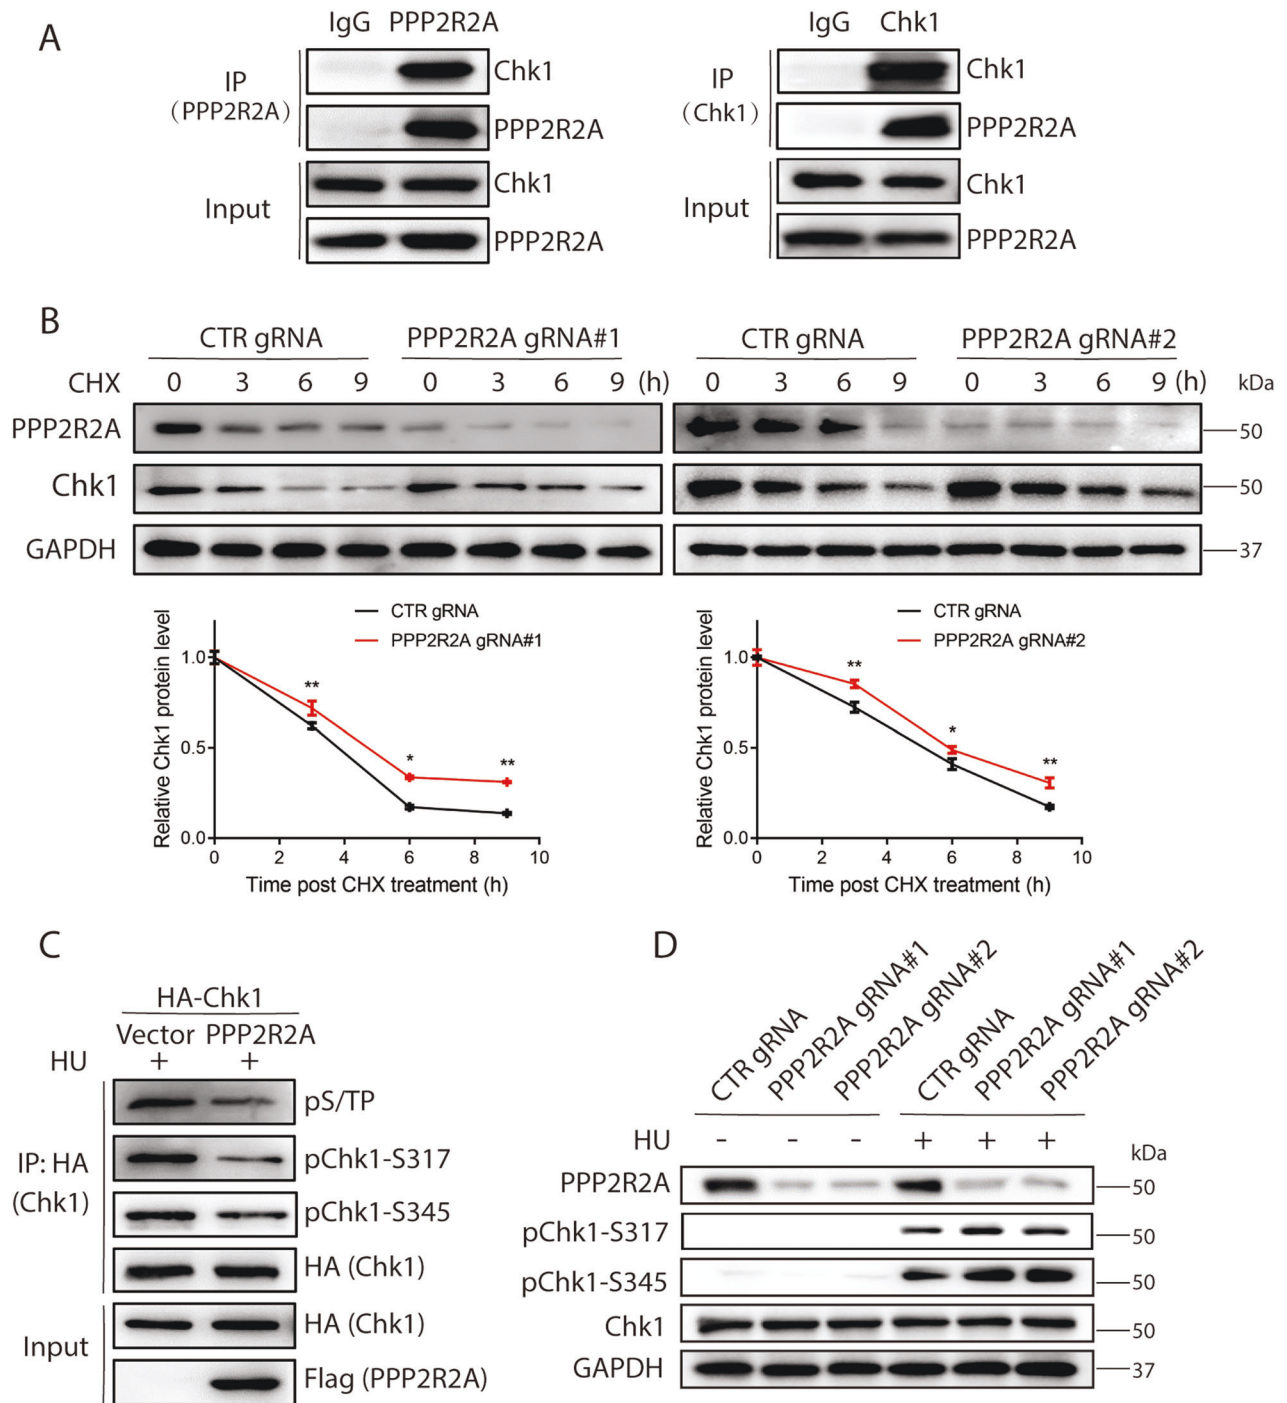 A
IgG PPP2R2A
IP
(PPP2R2A)
Chk1
PPP2R2A
Input
Chk1
PPP2R2A
IgG Chk1
IP
(Chk1)
Chk1
PPP2R2A
Input
Chk1
PPP2R2A
B
CTR gRNA PPP2R2A gRNA#1 CTR gRNA PPP2R2A gRNA#2
CHX 0 3 6 9 0 3 6 9 (h) 0 3 6 9 0 3 6 9 (h) kDa
PPP2R2A 50
Chk1 50
GAPDH 37
Relative Chk1 protein level
CTR gRNA
PPP2R2A gRNA#1
1.0
0.5
0.0
**
*
**
0 2 4 6 8 10
Time post CHX treatment (h)
Relative Chk1 protein level
CTR gRNA
PPP2R2A gRNA#2
1.0
0.5
0.0
**
*
**
0 2 4 6 8 10
Time post CHX treatment (h)
C
HA-Chk1
Vector PPP2R2A
HU + +
IP: HA
(Chk1)
pS/TP
pChk1-S317
pChk1-S345
HA (Chk1)
Input
HA (Chk1)
Flag (PPP2R2A)
D
CTR gRNA
PPP2R2A gRNA#1
PPP2R2A gRNA#2
CTR gRNA
PPP2R2A gRNA#1
PPP2R2A gRNA#2
HU - - - + + + kDa
PPP2R2A 50
pChk1-S317 50
pChk1-S345 50
Chk1 50
GAPDH 37